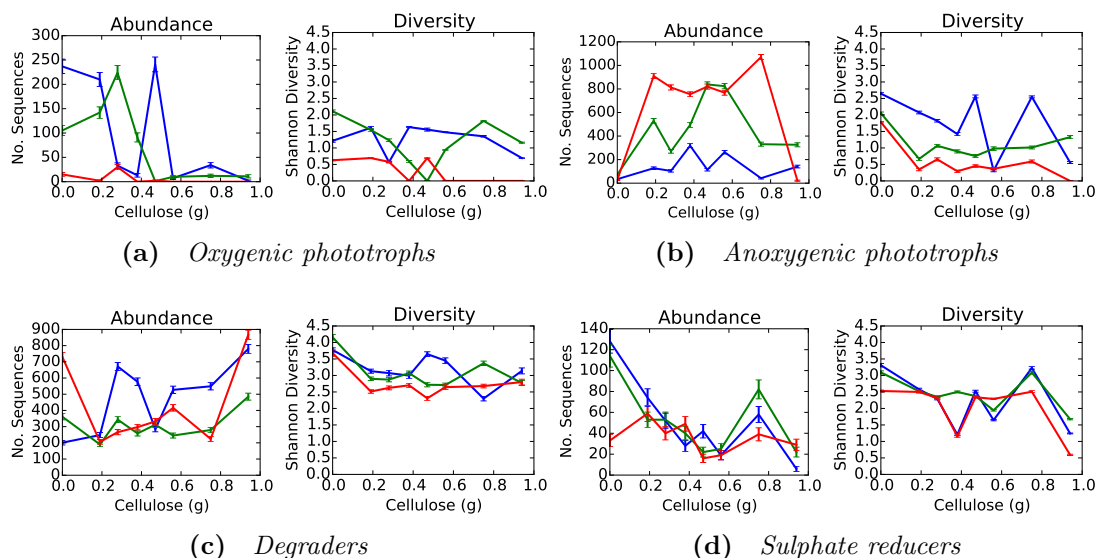 Abundance
Diversity
No. Sequences
300
250
200
150
100
50
0
0.0 0.2 0.4 0.6 0.8 1.0
Cellulose (g)
Shannon Diversity
4.5
4.0
3.5
3.0
2.5
2.0
1.5
1.0
0.5
0.0
0.0 0.2 0.4 0.6 0.8 1.0
Cellulose (g)
(a) Oxygenic phototrophs
Abundance
Diversity
No. Sequences
1200
1000
800
600
400
200
0
0.0 0.2 0.4 0.6 0.8 1.0
Cellulose (g)
Shannon Diversity
4.5
4.0
3.5
3.0
2.5
2.0
1.5
1.0
0.5
0.0
0.0 0.2 0.4 0.6 0.8 1.0
Cellulose (g)
(b) Anoxygenic phototrophs
Abundance
Diversity
No. Sequences
900
800
700
600
500
400
300
200
100
0
0.0 0.2 0.4 0.6 0.8 1.0
Cellulose (g)
Shannon Diversity
4.5
4.0
3.5
3.0
2.5
2.0
1.5
1.0
0.5
0.0
0.0 0.2 0.4 0.6 0.8 1.0
Cellulose (g)
(c) Degraders
Abundance
Diversity
No. Sequences
140
120
100
80
60
40
20
0
0.0 0.2 0.4 0.6 0.8 1.0
Cellulose (g)
Shannon Diversity
4.5
4.0
3.5
3.0
2.5
2.0
1.5
1.0
0.5
0.0
0.0 0.2 0.4 0.6 0.8 1.0
Cellulose (g)
(d) Sulphate reducers